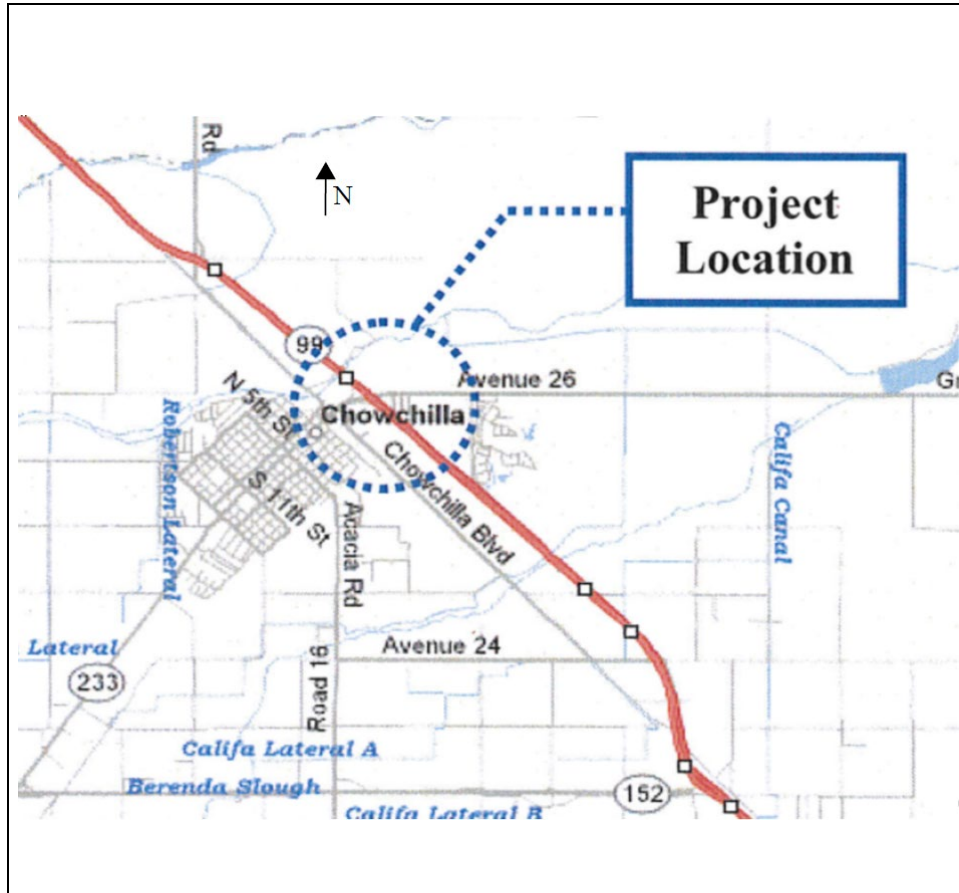 Rd
N
Project
Location
99
Avenue 26
Gr
Chowchilla
N 5th St
Robertson Lateral
S 11th St
Chowchilla Blvd
Califa Canal
Acacia Rd
Lateral
Avenue 24
233
Road 16
Califa Lateral A
Berenda Slough
152
Califa Lateral B